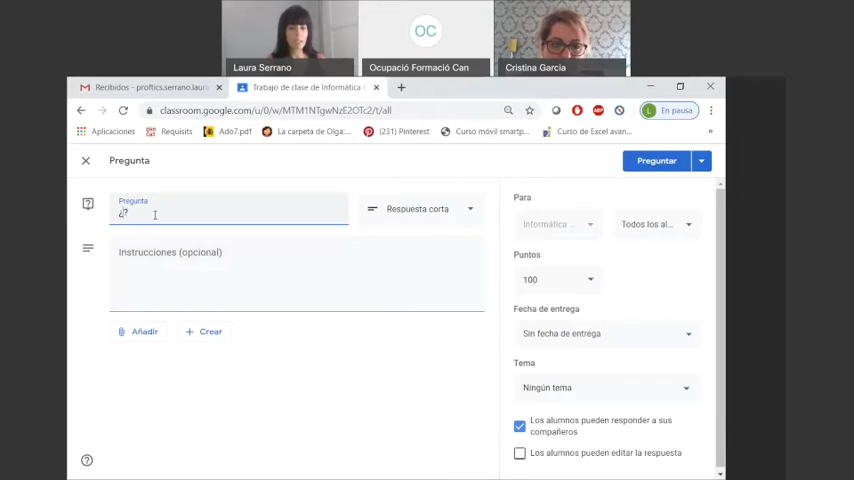 OC
Laura Serrano
Ocupació Formació Can
Cristina Garcia
Recibidos - proftics.serrano.laura
Trabajo de clase de Informática
classroom.google.com/u/0/w/MTM1NTgwNzE2OTc2/t/all
ABP
L En pausa
Aplicaciones
Requisits
Ado7.pdf
La carpeta de Olga:...
(231) Pinterest
Curso móvil smartp...
Curso de Excel avan...
»
Pregunta
Preguntar
Pregunta
¿?
Respuesta corta
Instrucciones (opcional)
Añadir
Crear
Para
Informática ...
Todos los al...
Puntos
100
Fecha de entrega
Sin fecha de entrega
Tema
Ningún tema
Los alumnos pueden responder a sus
compañeros
Los alumnos pueden editar la respuesta